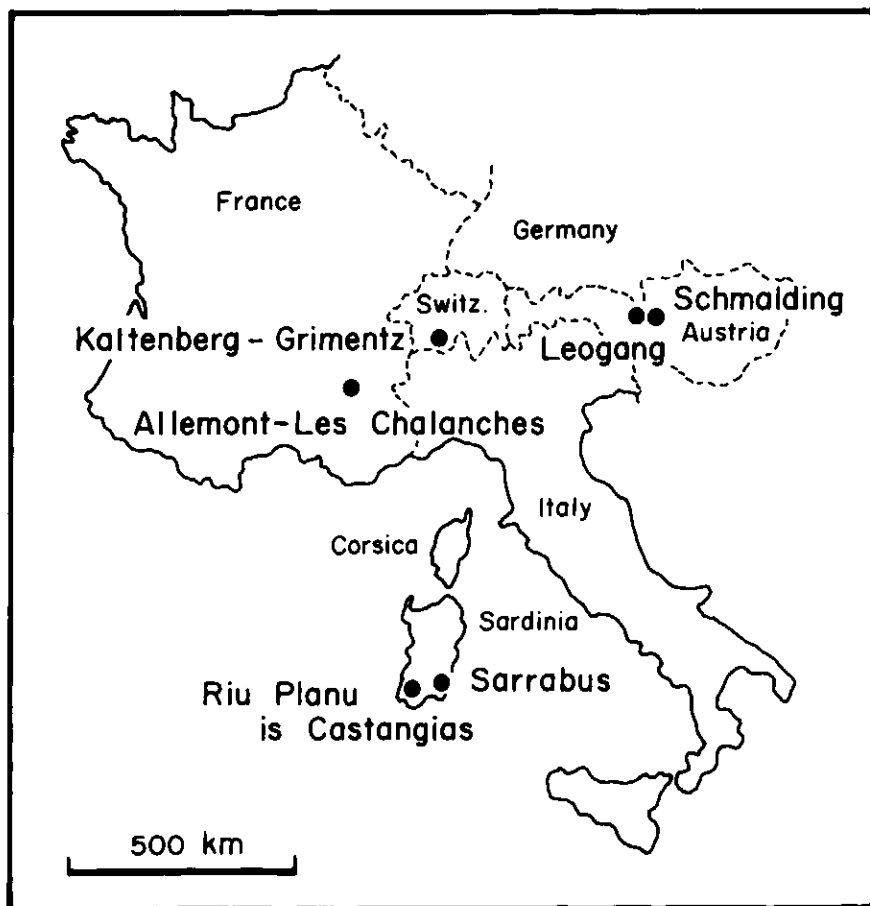 France
Germany
Switz.
Schmalding
Kaltenberg - Grimentz
Leogang
Austria
Allemont-Les Chalanches
Italy
Corsica
Sardinia
Riu Planu
is Castangias
Sarrabus
500 km